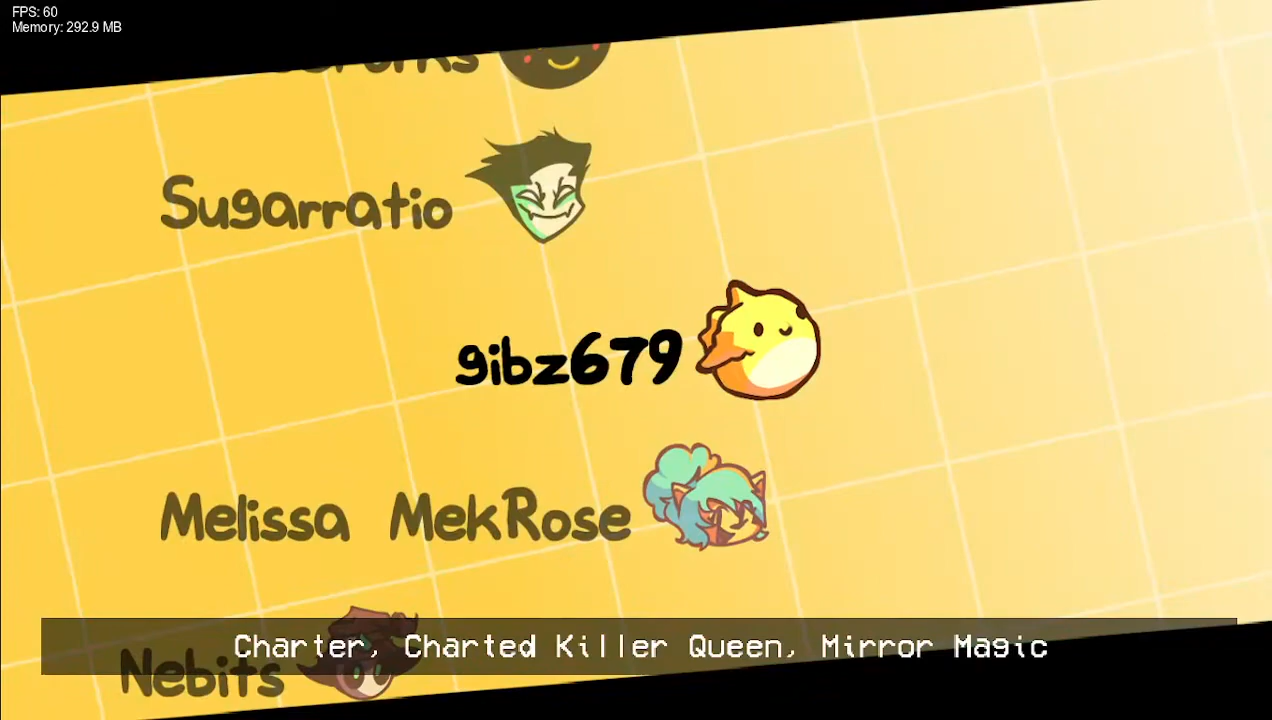 FPS: 60
Memory: 292.9 MB
Sugarratio
gibz679
Melissa MekRose
Nebits
Charter, Charted Killer Queen, Mirror Magic